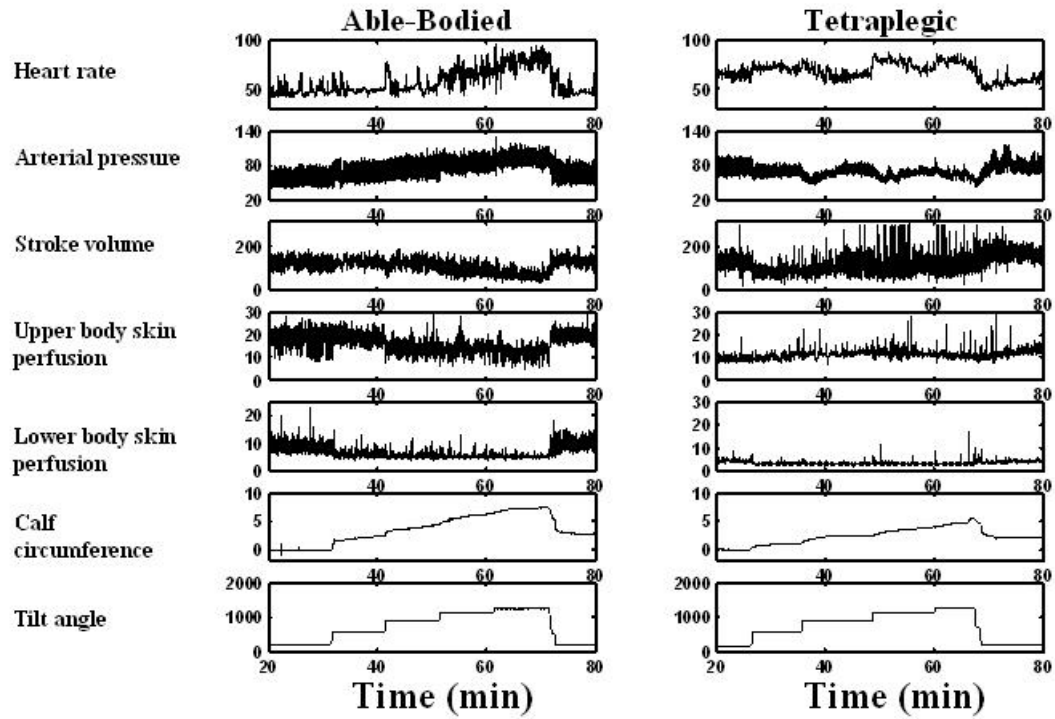 Able-Bodied Tetraplegic
Heart rate
100
50
40 60 80
100
50
40 60 80
Arterial pressure
140
80
20
40 60 80
140
80
20
40 60 80
Stroke volume
200
0
40 60 80
200
0
40 60 80
Upper body skin
perfusion
30
20
10
0
40 60 80
30
20
10
0
40 60 80
Lower body skin
perfusion
20
10
0
40 60 80
30
20
10
0
40 60 80
Calf
circumference
10
5
0
40 60 80
10
5
0
40 60 80
Tilt angle
2000
1000
0
20 40 60 80
2000
1000
0
20 40 60 80
Time (min) Time (min)